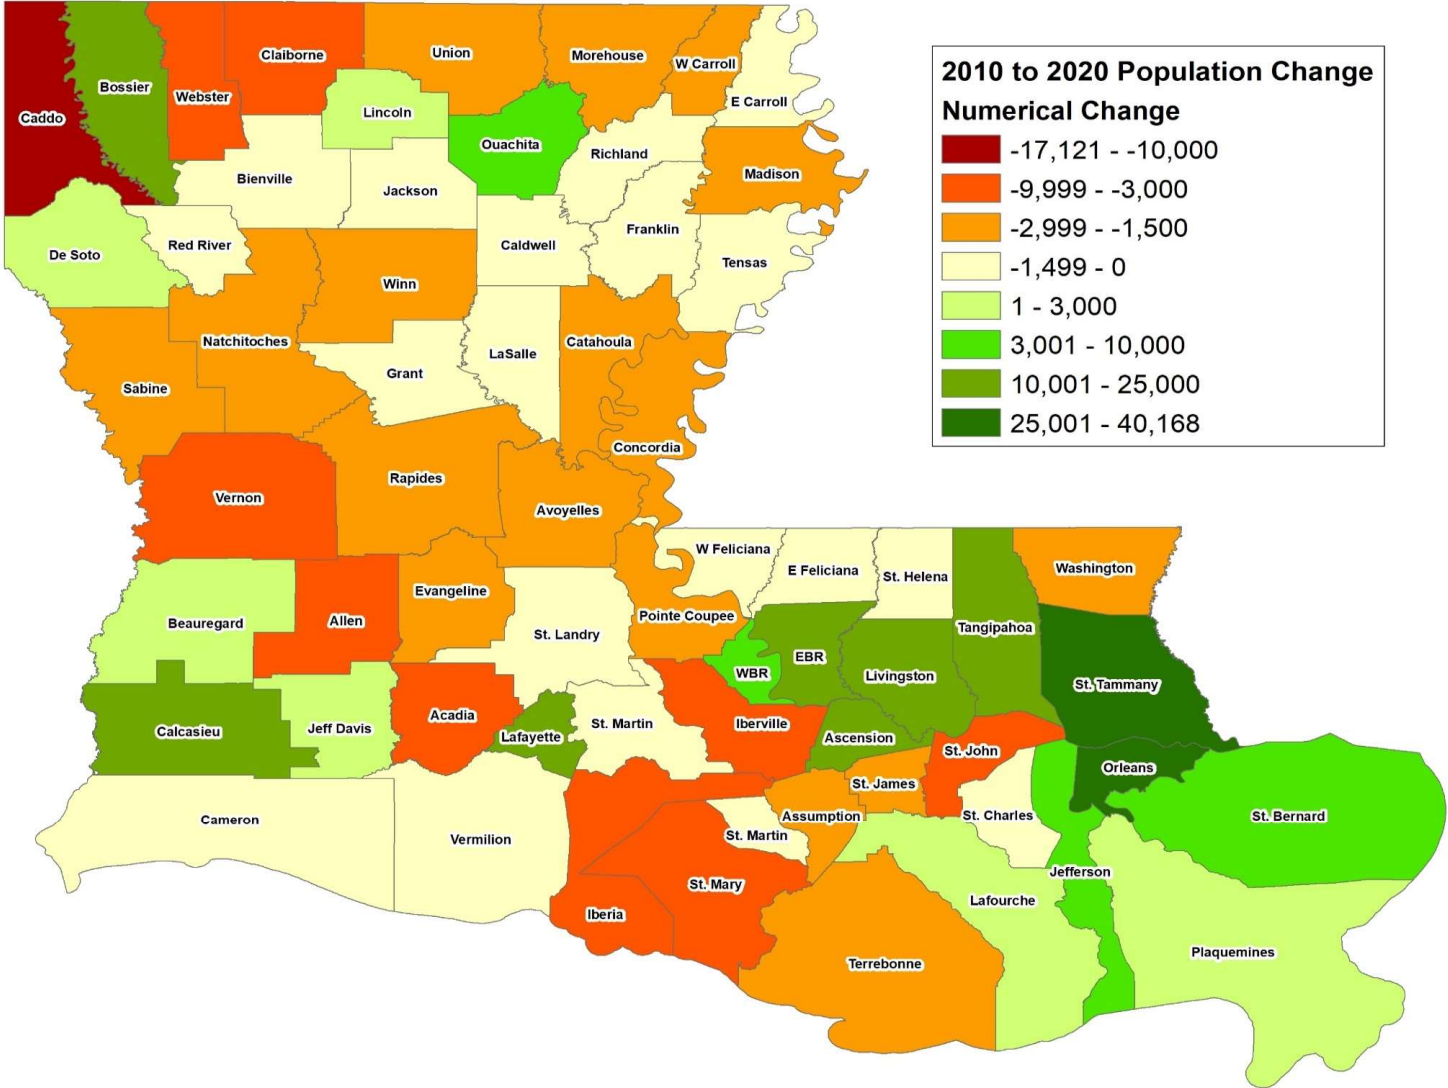 2010 to 2020 Population Change
Numerical Change
-17,121 - -10,000
-9,999 - -3,000
-2,999 - -1,500
-1,499 - 0
1 - 3,000
3,001 - 10,000
10,001 - 25,000
25,001 - 40,168
Caddo
Bossier
Webster
Claiborne
Union
Morehouse
W Carroll
E Carroll
Lincoln
Ouachita
Richland
Madison
Bienville
Jackson
De Soto
Red River
Caldwell
Franklin
Tensas
Winn
Natchitoches
Sabine
Grant
LaSalle
Catahoula
Concordia
Vernon
Rapides
Avoyelles
W Feliciana
E Feliciana
St. Helena
Washington
Beauregard
Allen
Evangeline
St. Landry
Pointe Coupee
Tangipahoa
WBR
EBR
Livingston
St. Tammany
Calcasieu
Jeff Davis
Acadia
Lafayette
St. Martin
Iberville
Ascension
St. John
Orleans
St. James
Cameron
Vermilion
St. Martin
Assumption
St. Charles
St. Bernard
Iberia
St. Mary
Jefferson
Lafourche
Terrebonne
Plaquemines